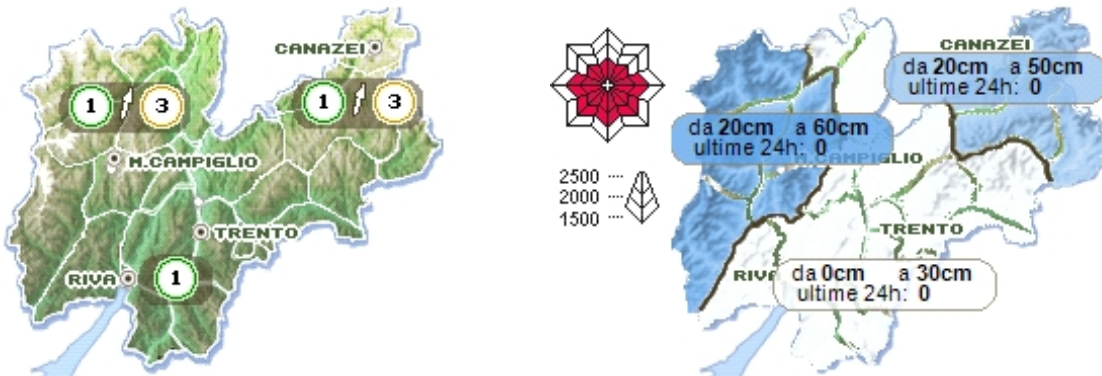 CANAZEI
1 3
1 3
M.CAMPIGLIO
TRENTO
RIVA
1
CANAZEI
da 20cm a 50cm
ultime 24h: 0
da 20cm a 60cm
ultime 24h: 0
M.CAMPIGLIO
2500
2000
1500
TRENTO
RIVA
da 0cm a 30cm
ultime 24h: 0